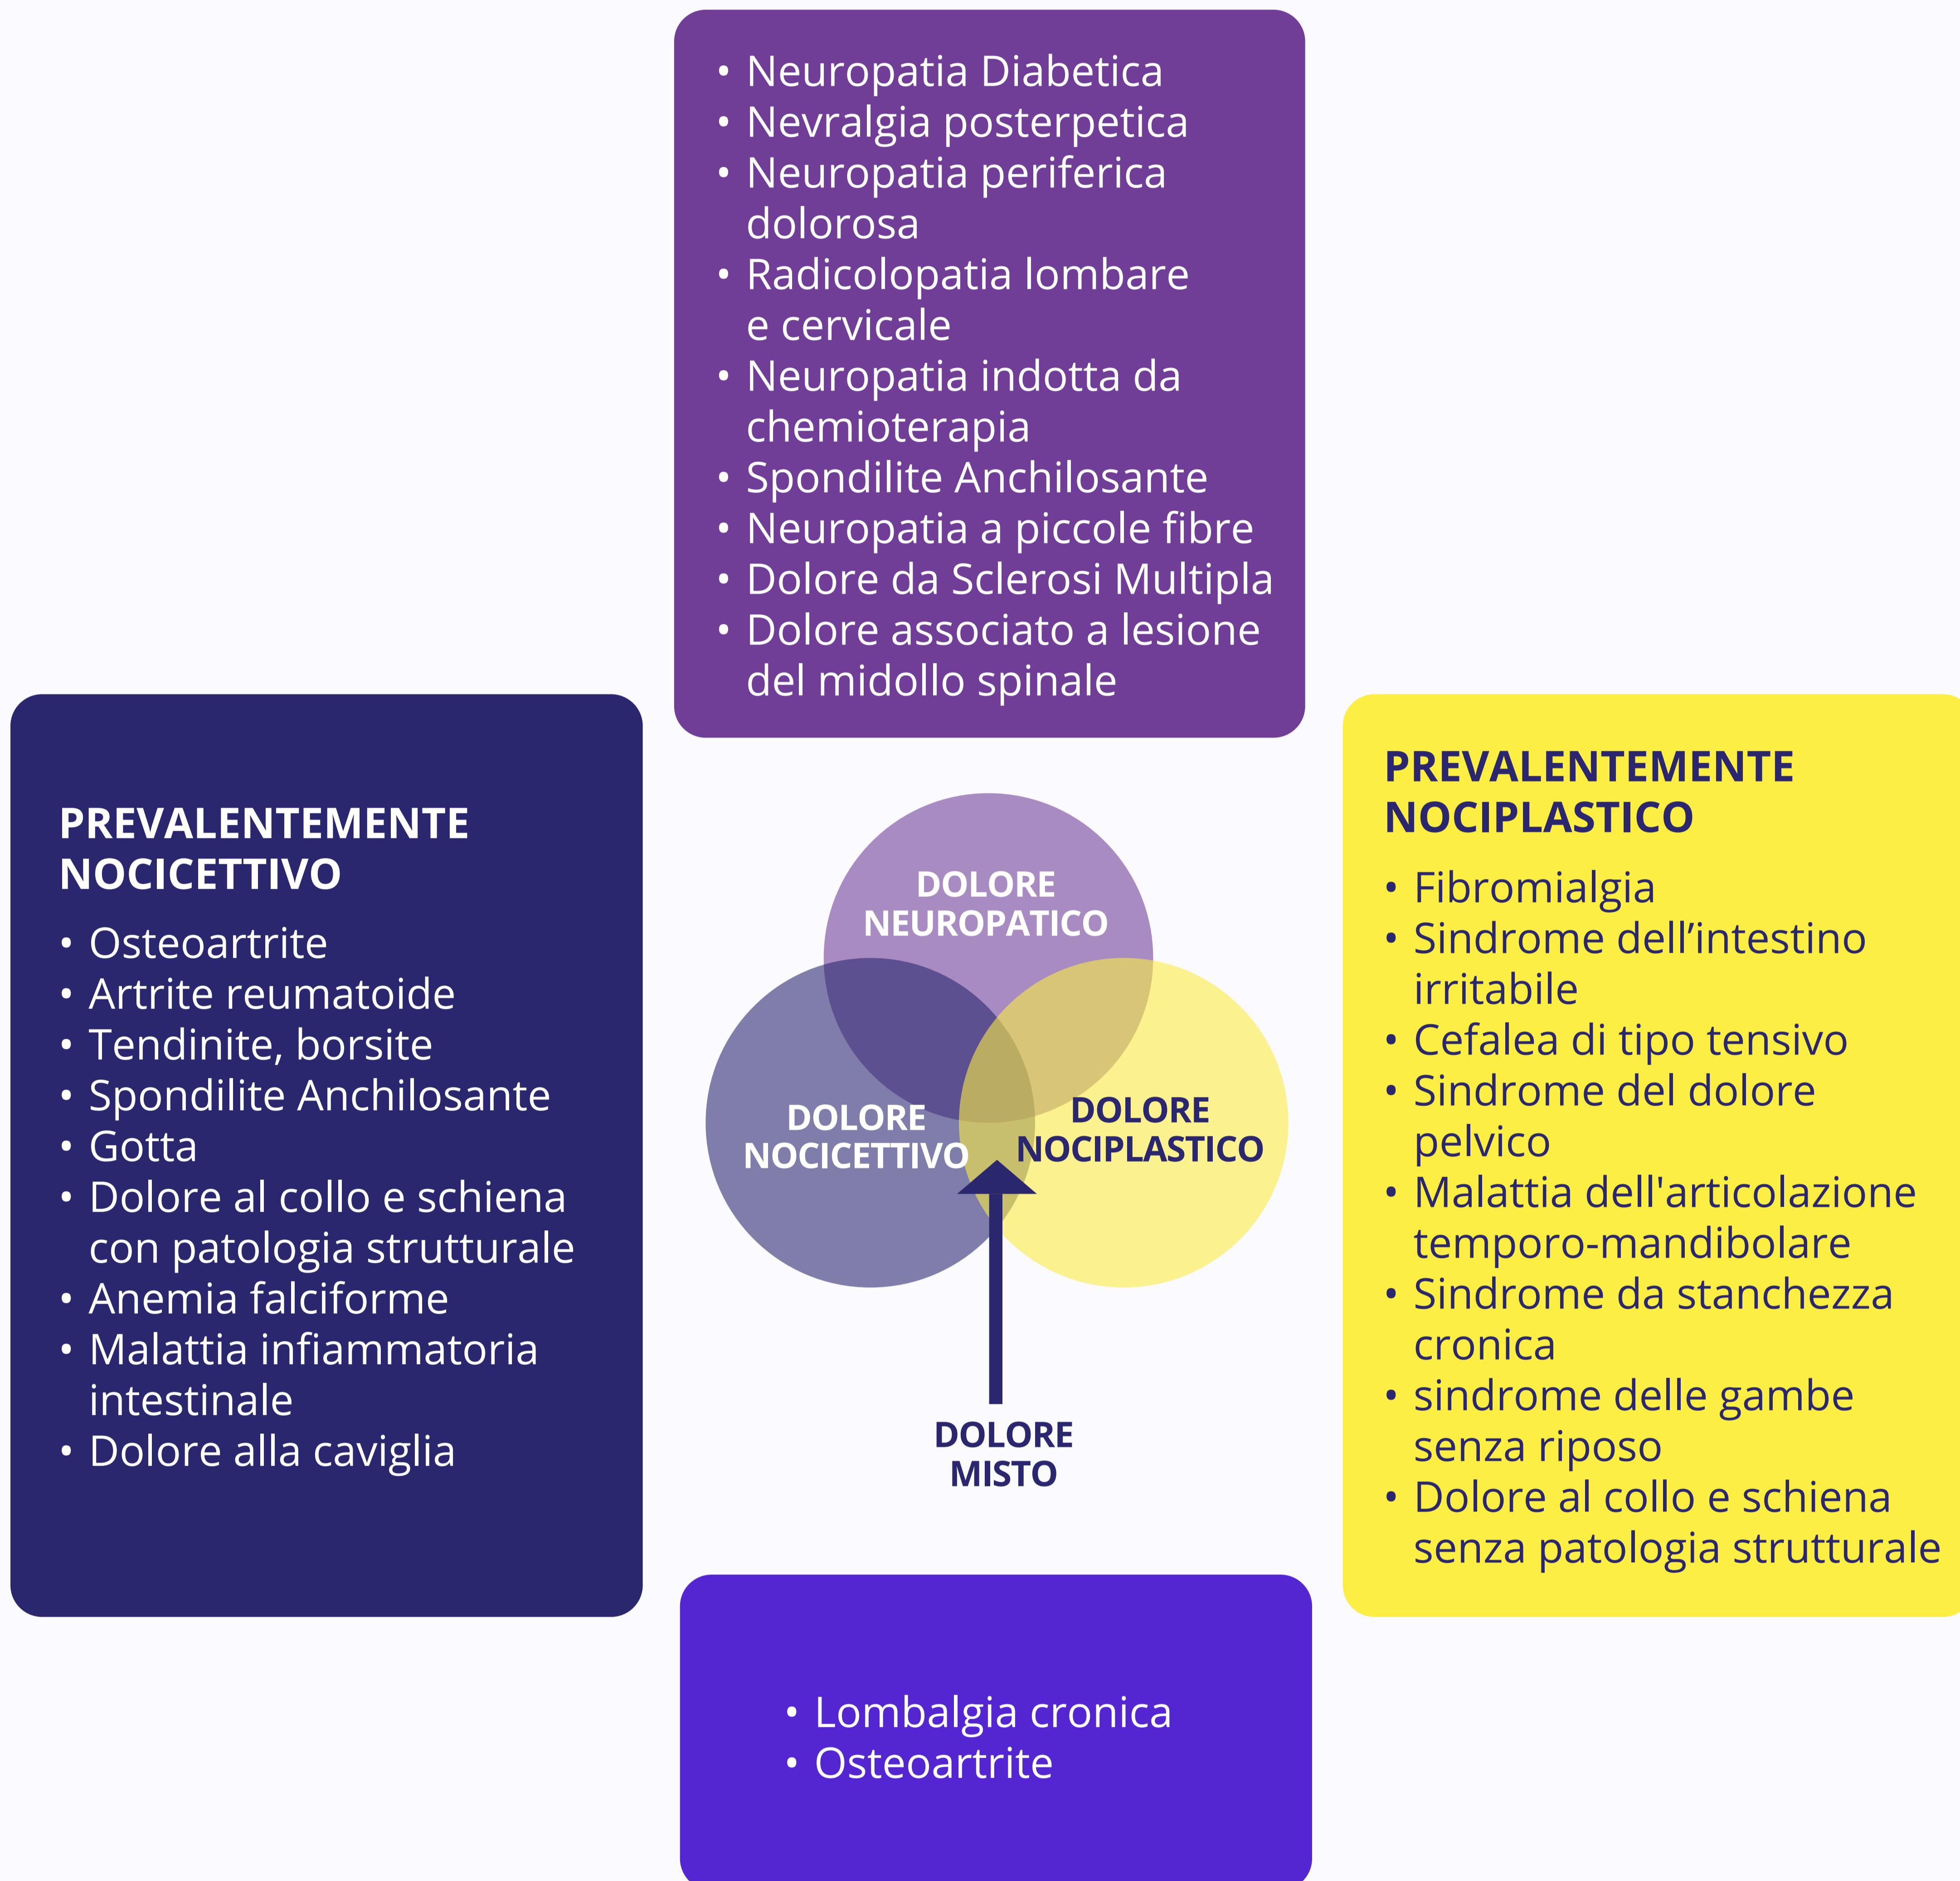 • Neuropatia Diabetica
• Nevralgia posterpetica
• Neuropatia periferica
dolorosa
• Radicolopatia lombare
e cervicale
• Neuropatia indotta da
chemioterapia
• Spondilite Anchilosante
• Neuropatia a piccole fibre
• Dolore da Sclerosi Multipla
• Dolore associato a lesione
del midollo spinale
PREVALENTEMENTE
NOCICETTIVO
• Osteoartrite
• Artrite reumatoide
• Tendinite, borsite
• Spondilite Anchilosante
• Gotta
• Dolore al collo e schiena
con patologia strutturale
• Anemia falciforme
• Malattia infiammatoria
intestinale
• Dolore alla caviglia
DOLORE
NEUROPATICO
DOLORE
NOCICETTIVO
DOLORE
NOCIPLASTICO
DOLORE
MISTO
PREVALENTEMENTE
NOCIPLASTICO
• Fibromialgia
• Sindrome dell’intestino
irritabile
• Cefalea di tipo tensivo
• Sindrome del dolore
pelvico
• Malattia dell'articolazione
temporo-mandibolare
• Sindrome da stanchezza
cronica
• sindrome delle gambe
senza riposo
• Dolore al collo e schiena
senza patologia strutturale
• Lombalgia cronica
• Osteoartrite